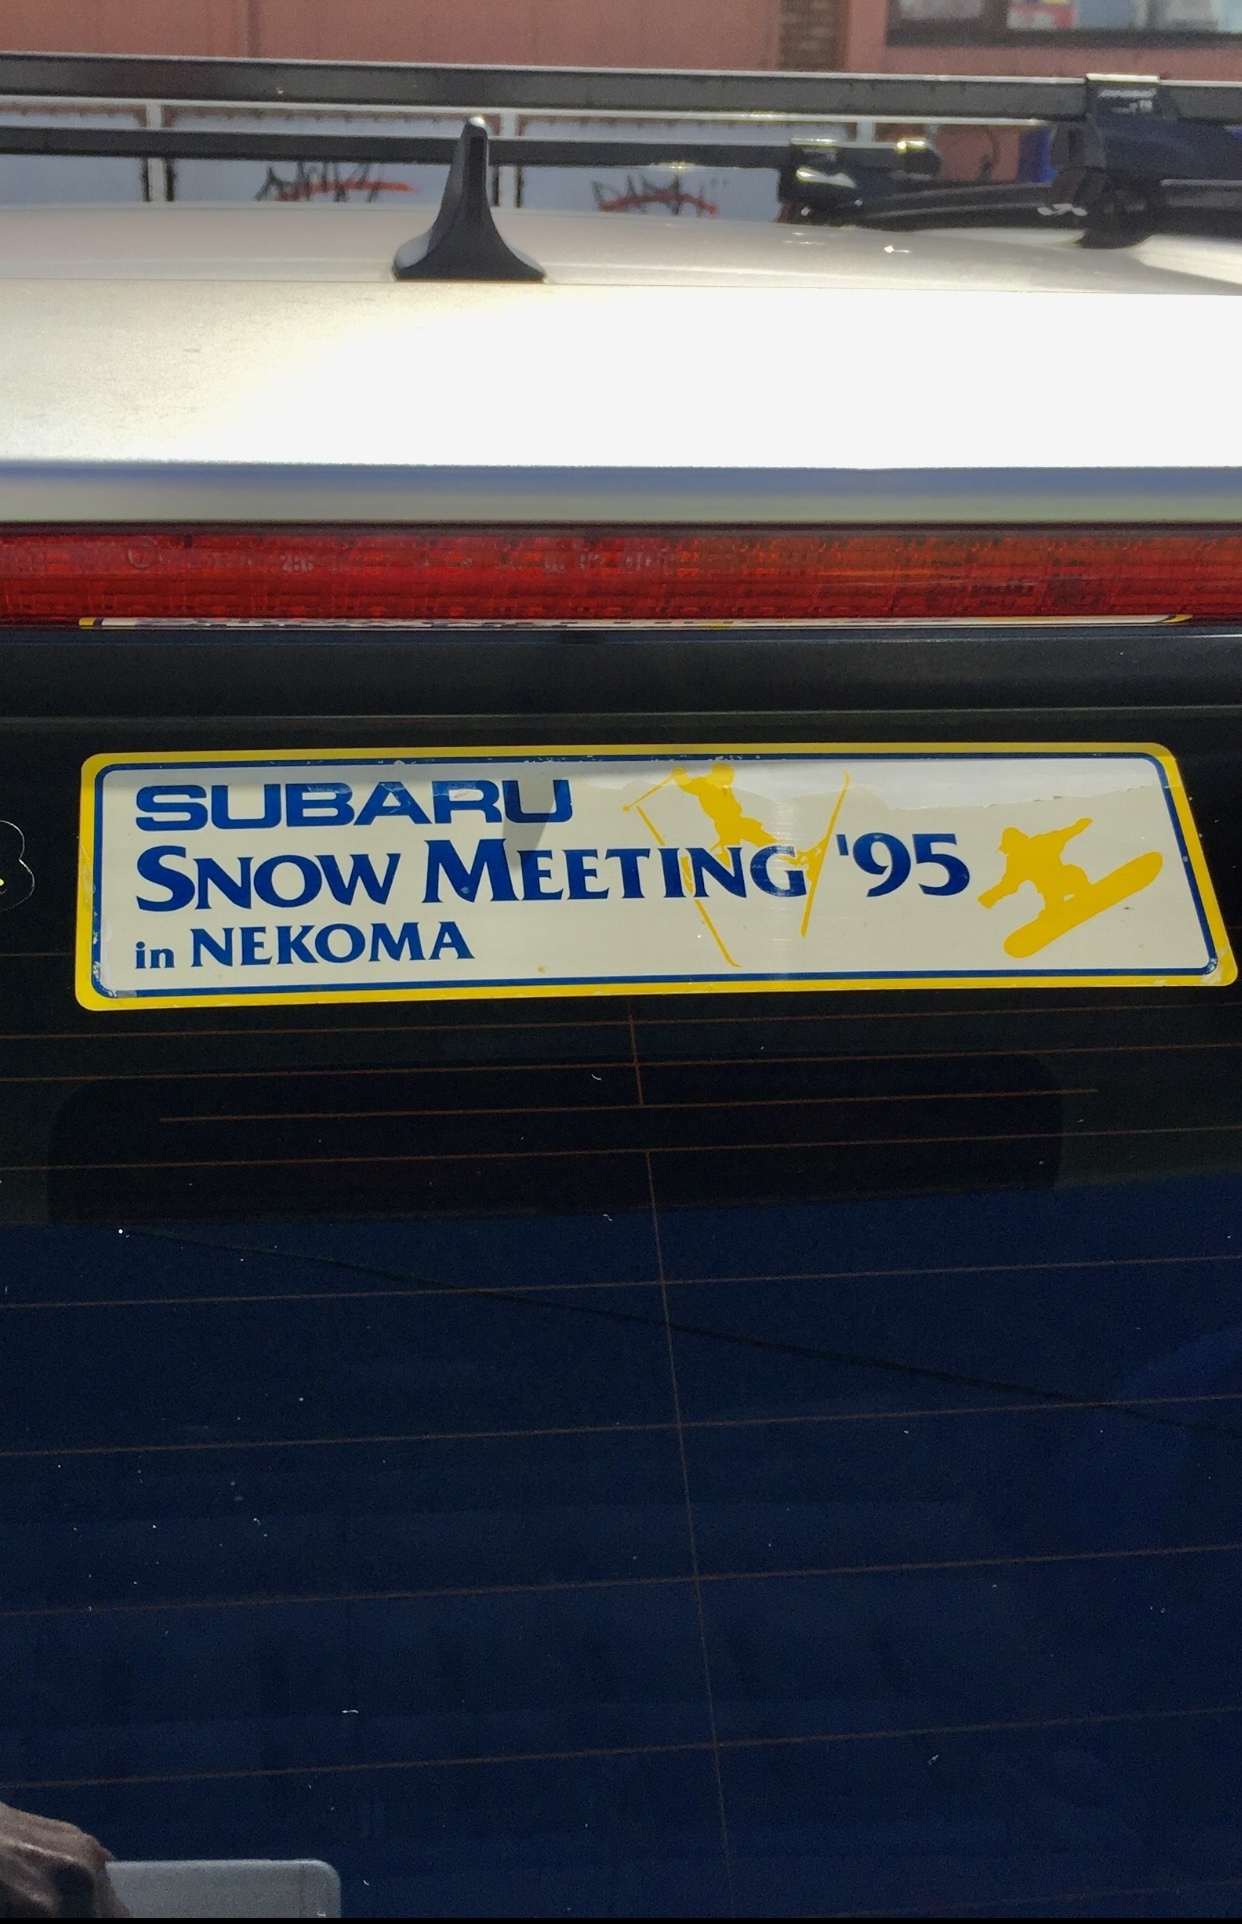 SUBARU
SNOW MEETING '95
in NEKOMA